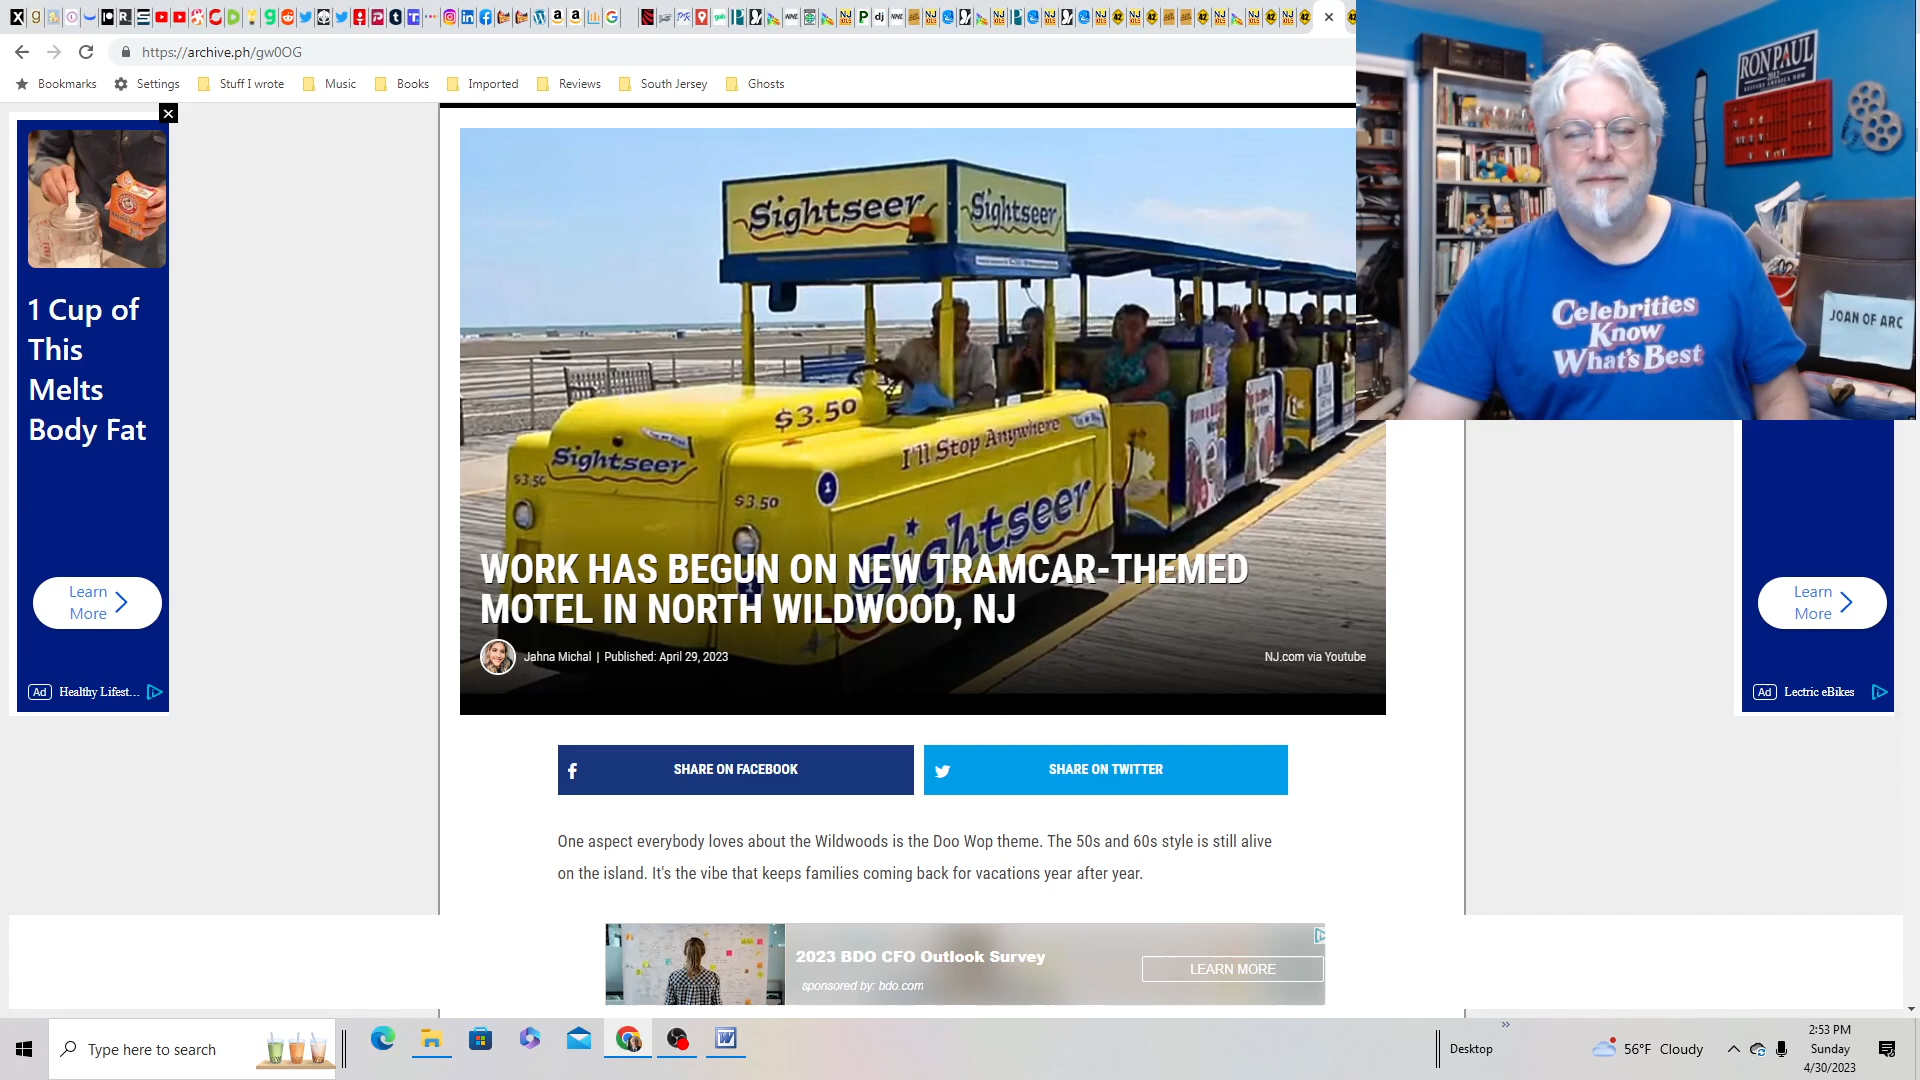 https://archive.ph/gw0OG
Bookmarks Settings Stuff I wrote Music Books Imported Reviews South Jersey Ghosts
RON PAUL
2012
Celebrities
Know
What's Best
JOAN OF ARC
Sightseer Sightseer
$3.50
I'll Stop Anywhere
Sightseer
$3.50
$3.50
1
Sightseer
WORK HAS BEGUN ON NEW TRAMCAR-THEMED
MOTEL IN NORTH WILDWOOD, NJ
Jahna Michal | Published: April 29, 2023
NJ.com via Youtube
1 Cup of
This
Melts
Body Fat
Learn
More
Ad Healthy Lifest...
Learn
More
Ad Lectric eBikes
SHARE ON FACEBOOK
SHARE ON TWITTER
One aspect everybody loves about the Wildwoods is the Doo Wop theme. The 50s and 60s style is still alive
on the island. It's the vibe that keeps families coming back for vacations year after year.
2023 BDO CFO Outlook Survey
sponsored by: bdo.com
LEARN MORE
Type here to search
Desktop
56°F Cloudy
2:53 PM
Sunday
4/30/2023